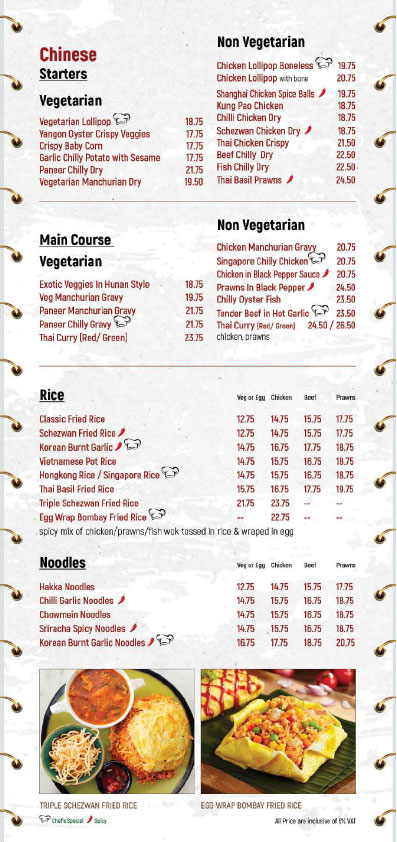 Chinese
Starters
Vegetarian
Vegetarian Lollipop 18.75
Yangon Oyster Crispy Veggies 17.75
Crispy Baby Corn 17.75
Garlic Chilly Potato with Sesame 17.75
Paneer Chilly Dry 21.75
Vegetarian Manchurian Dry 19.50
Non Vegetarian
Chicken Lollipop Boneless 19.75
Chicken Lollipop with bone 20.75
Shanghai Chicken Spice Balls 19.75
Kung Pao Chicken 18.75
Chilli Chicken Dry 18.75
Schezwan Chicken Dry 18.75
Thai Chicken Crispy 21.50
Beef Chilly Dry 22.50
Fish Chilly Dry 22.50
Thai Basil Prawns 24.50
Main Course
Vegetarian
Exotic Veggies In Hunan Style 18.75
Veg Manchurian Gravy 19.75
Paneer Manchurian Gravy 21.75
Paneer Chilly Gravy 21.75
Thai Curry (Red/ Green) 23.75
Non Vegetarian
Chicken Manchurian Gravy 20.75
Singapore Chilly Chicken 20.75
Chicken in Black Pepper Sauce 20.75
Prawns In Black Pepper 24.50
Chilly Oyster Fish 23.50
Tender Beef in Hot Garlic 23.50
Thai Curry (Red/ Green) 24.50 / 26.50
chicken, prawns
Rice Veg or Egg Chicken Beef Prawns
Classic Fried Rice 12.75 14.75 15.75 17.75
Schezwan Fried Rice 12.75 14.75 15.75 17.75
Korean Burnt Garlic 14.75 16.75 17.75 18.75
Vietnamese Pot Rice 14.75 15.75 16.75 18.75
Hongkong Rice / Singapore Rice 14.75 15.75 16.75 18.75
Thai Basil Fried Rice 15.75 16.75 17.75 19.75
Triple Schezwan Fried Rice 21.75 23.75 -- --
Egg Wrap Bombay Fried Rice -- 22.75 -- --
spicy mix of chicken/prawns/fish wok tossed in rice & wraped in egg
Noodles Veg or Egg Chicken Beef Prawns
Hakka Noodles 12.75 14.75 15.75 17.75
Chilli Garlic Noodles 14.75 15.75 16.75 18.75
Chowmein Noodles 14.75 15.75 16.75 18.75
Sriracha Spicy Noodles 14.75 15.75 16.75 18.75
Korean Burnt Garlic Noodles 16.75 17.75 18.75 20.75
TRIPLE SCHEZWAN FRIED RICE EGG WRAP BOMBAY FRIED RICE
Chef's Special Spicy All Price are inclusive of 5% VAT